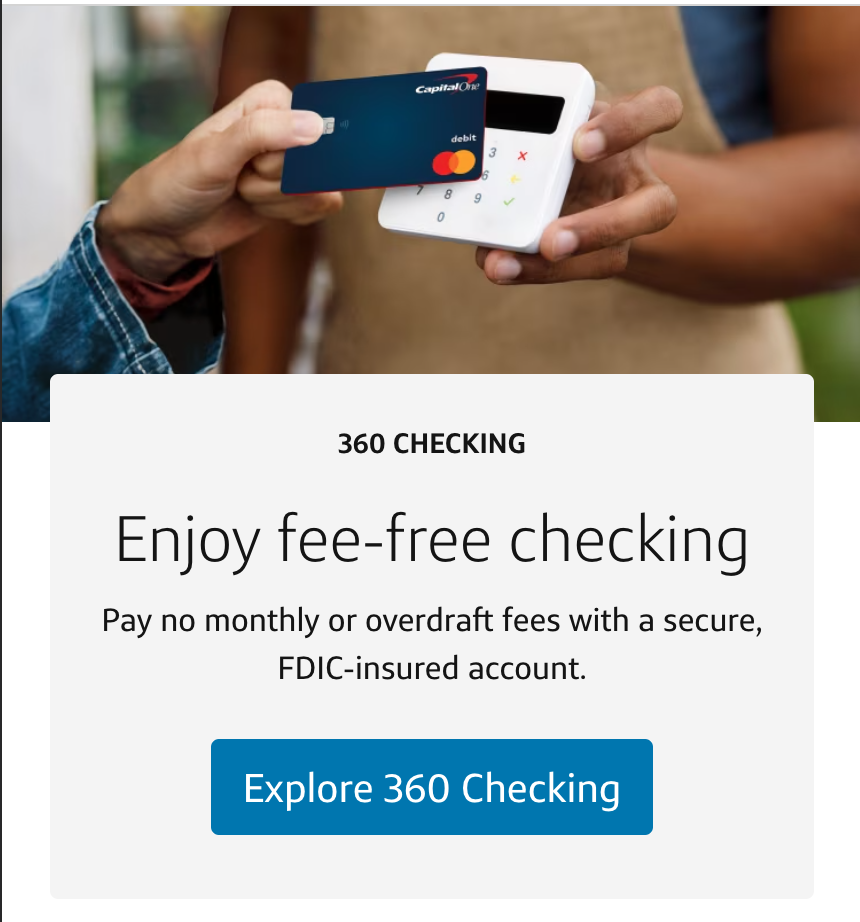 CapitalOne
debit
3
6
7 8 9
0
360 CHECKING
Enjoy fee-free checking
Pay no monthly or overdraft fees with a secure,
FDIC-insured account.
Explore 360 Checking